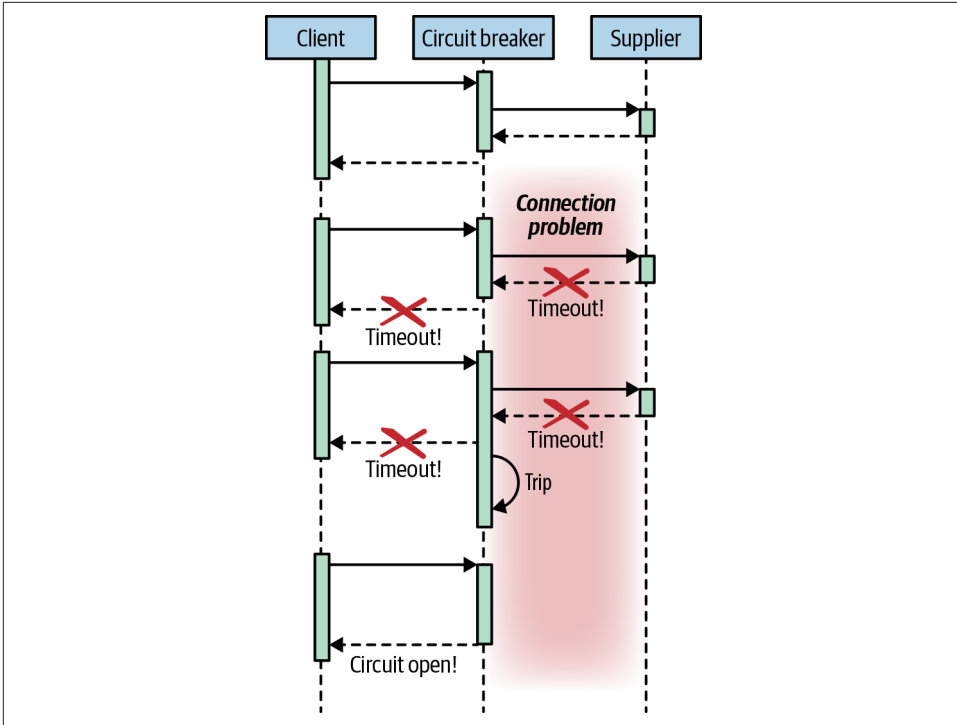 Client
Circuit breaker
Supplier
Connection
problem
Timeout!
Timeout!
Timeout!
Timeout!
Trip
Circuit open!